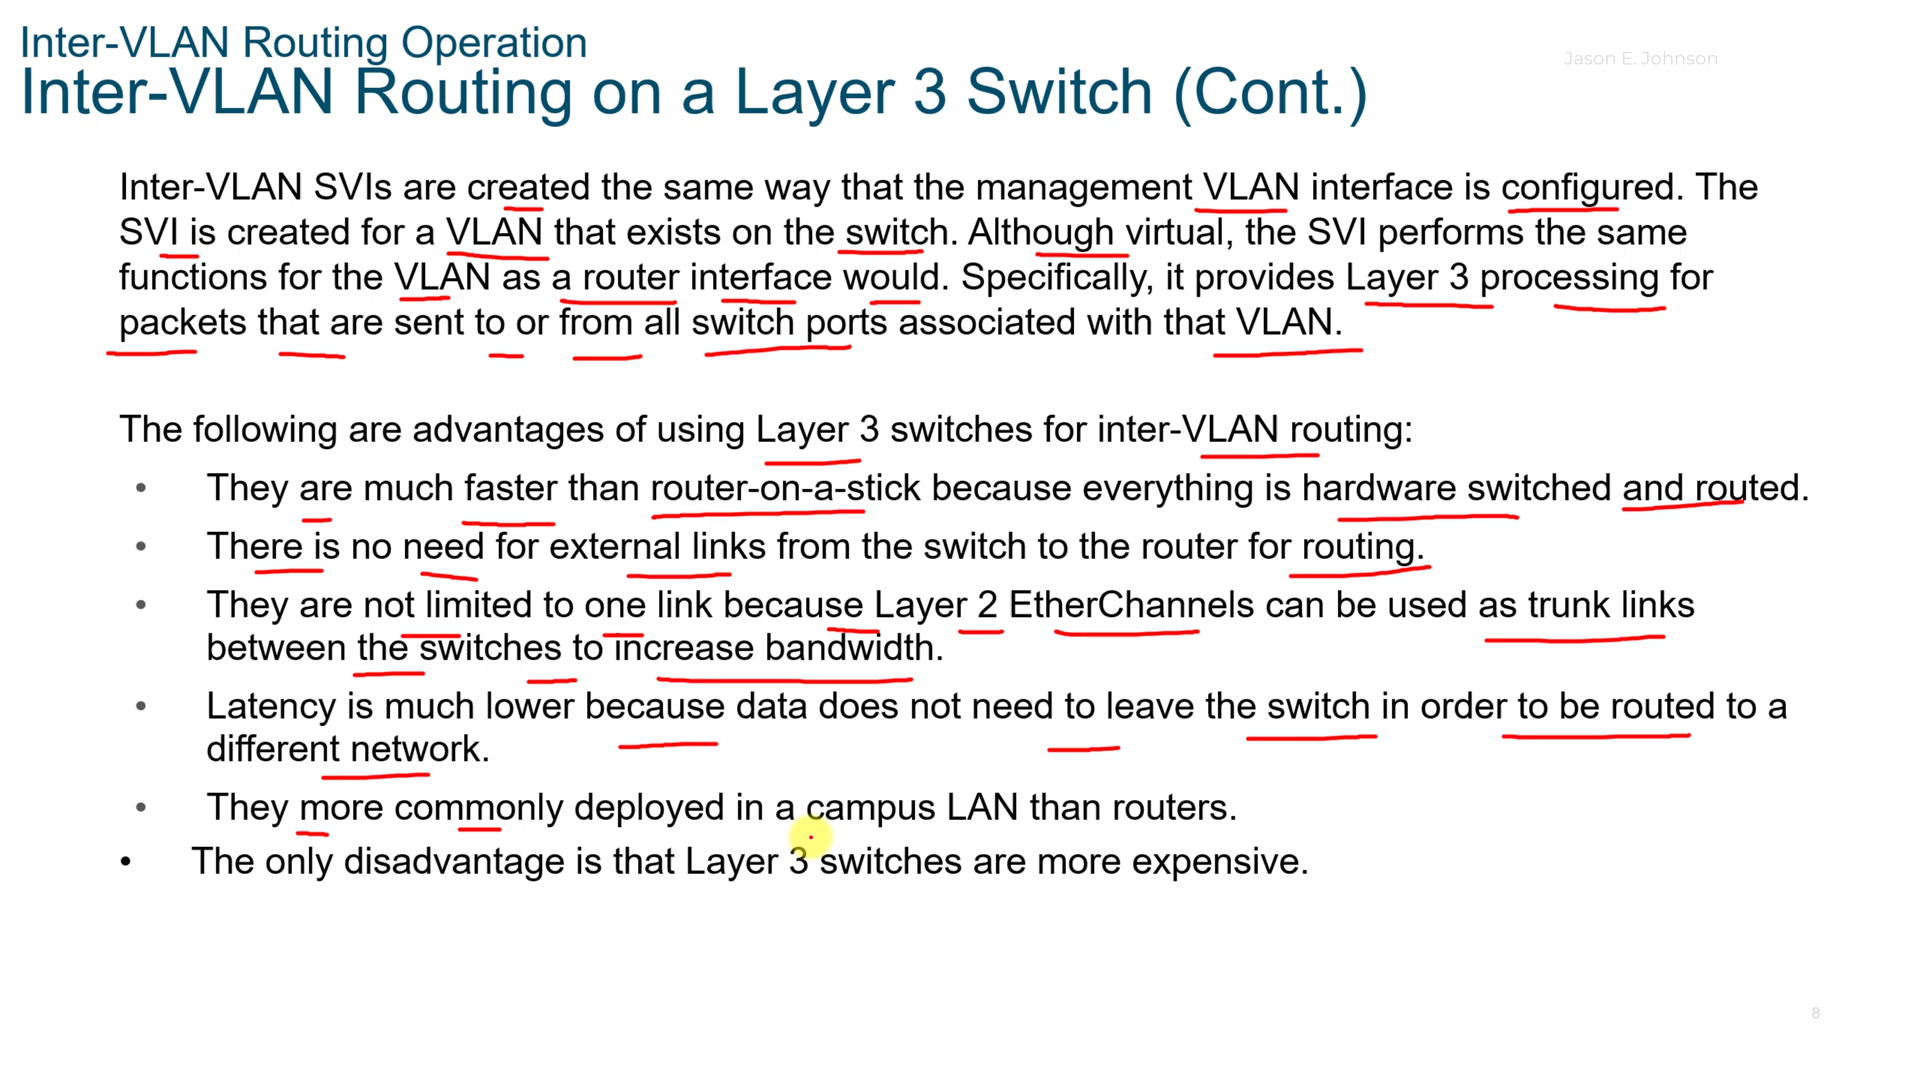 Inter-VLAN Routing Operation
Jason E. Johnson
Inter-VLAN Routing on a Layer 3 Switch (Cont.)
Inter-VLAN SVIs are created the same way that the management VLAN interface is configured. The
SVI is created for a VLAN that exists on the switch. Although virtual, the SVI performs the same
functions for the VLAN as a router interface would. Specifically, it provides Layer 3 processing for
packets that are sent to or from all switch ports associated with that VLAN.
The following are advantages of using Layer 3 switches for inter-VLAN routing:
• They are much faster than router-on-a-stick because everything is hardware switched and routed.
• There is no need for external links from the switch to the router for routing.
• They are not limited to one link because Layer 2 EtherChannels can be used as trunk links
between the switches to increase bandwidth.
• Latency is much lower because data does not need to leave the switch in order to be routed to a
different network.
• They more commonly deployed in a campus LAN than routers.
• The only disadvantage is that Layer 3 switches are more expensive.
8